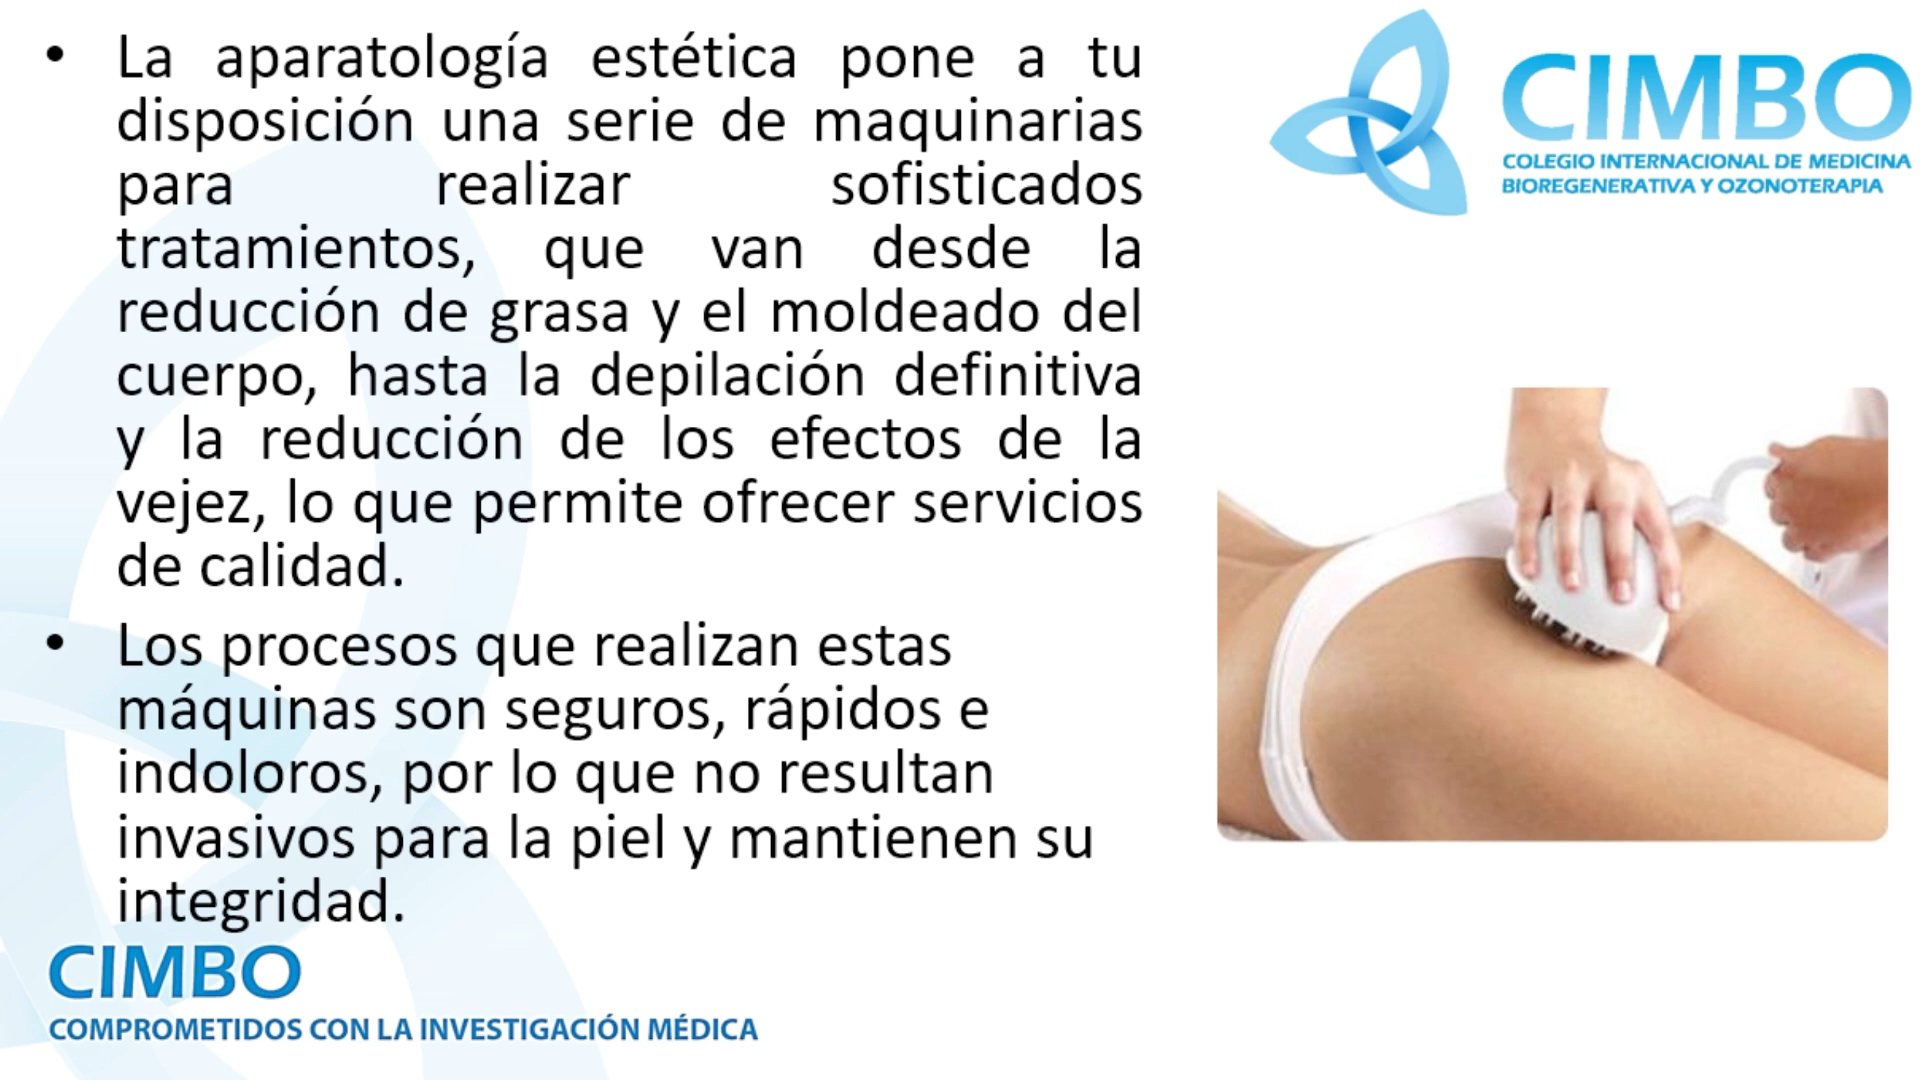 • La aparatología estética pone a tu
disposición una serie de maquinarias
para realizar sofisticados
tratamientos, que van desde la
reducción de grasa y el moldeado del
cuerpo, hasta la depilación definitiva
y la reducción de los efectos de la
vejez, lo que permite ofrecer servicios
de calidad.
• Los procesos que realizan estas
máquinas son seguros, rápidos e
indoloros, por lo que no resultan
invasivos para la piel y mantienen su
integridad.
CIMBO
COLEGIO INTERNACIONAL DE MEDICINA
BIOREGENERATIVA Y OZONOTERAPIA
CIMBO
COMPROMETIDOS CON LA INVESTIGACIÓN MÉDICA